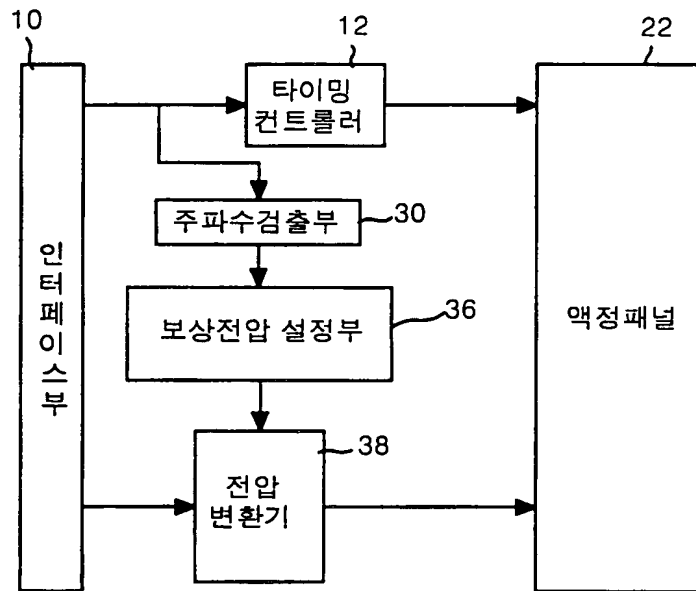 10
12
22
타이밍
컨트롤러
주파수검출부
30
인터페이스부
보상전압 설정부
36
액정패널
38
전압
변환기